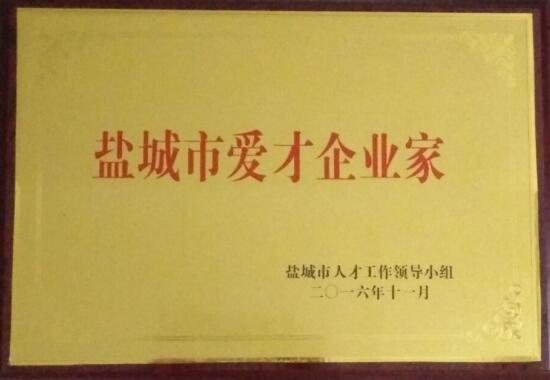 盐城市爱才企业家
盐城市人才工作领导小组
二〇一六年十一月